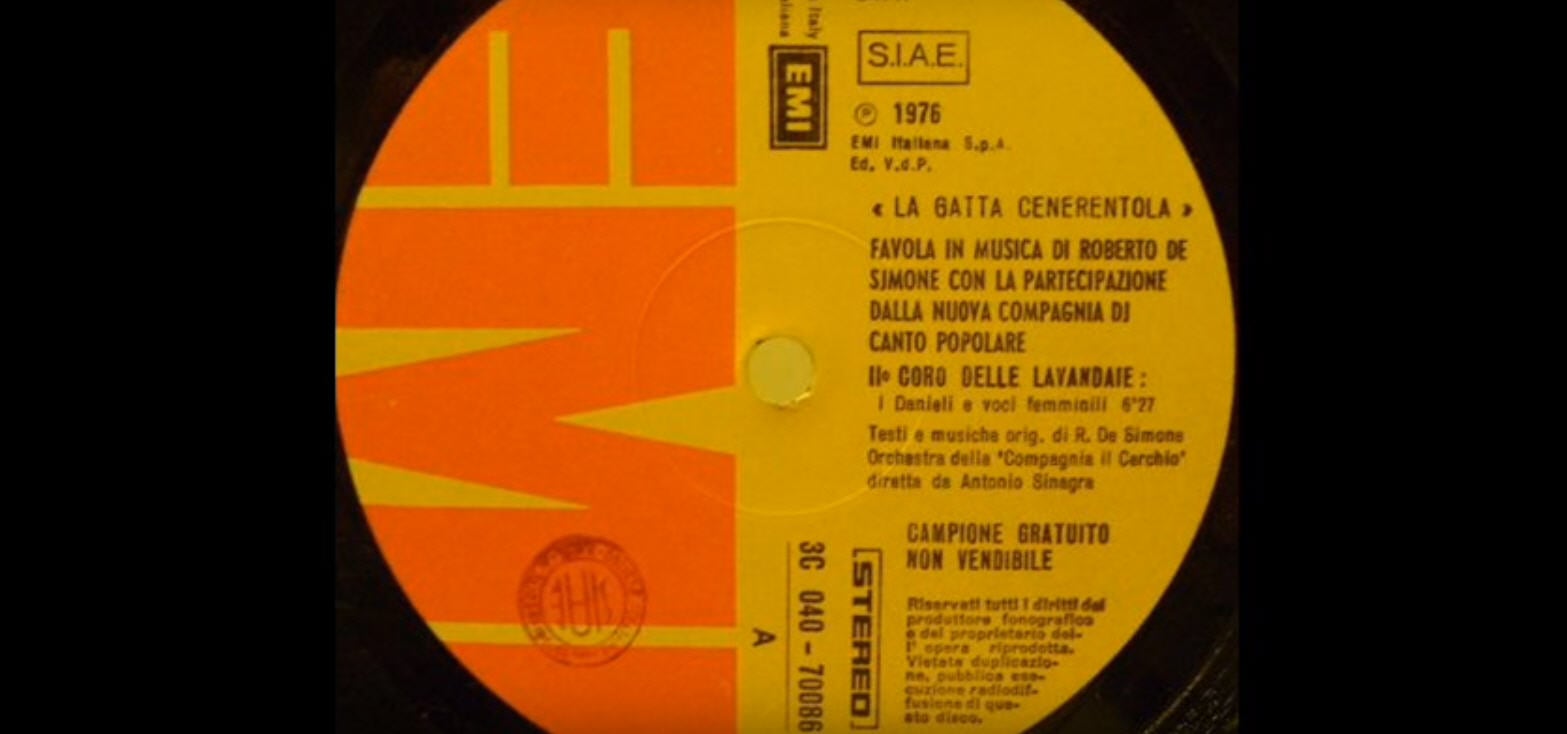 Italy
S.I.A.E.
EMI
℗ 1976
EMI Italiana S.p.A.
Ed. V.d.P.
« LA GATTA CENERENTOLA »
FAVOLA IN MUSICA DI ROBERTO DE
SJMONE CON LA PARTECIPAZIONE
DALLA NUOVA COMPAGNIA DJ
CANTO POPOLARE
IIº CORO DELLE LAVANDAIE :
I Danieli e voci femminili 6'27
Testi e musiche orig. di R. De Simone
Orchestra della "Compagnia il Cerchio"
diretta da Antonio Sinagra
CAMPIONE GRATUITO
NON VENDIBILE
Riservati tutti i diritti del
produttore fonografico
e del proprietario del-
l' opera riprodotta.
Vietata duplicazio-
ne, pubblica ese-
cuzione radiodif-
fusione di que-
sto disco.
STEREO
3C 040 - 70086
A